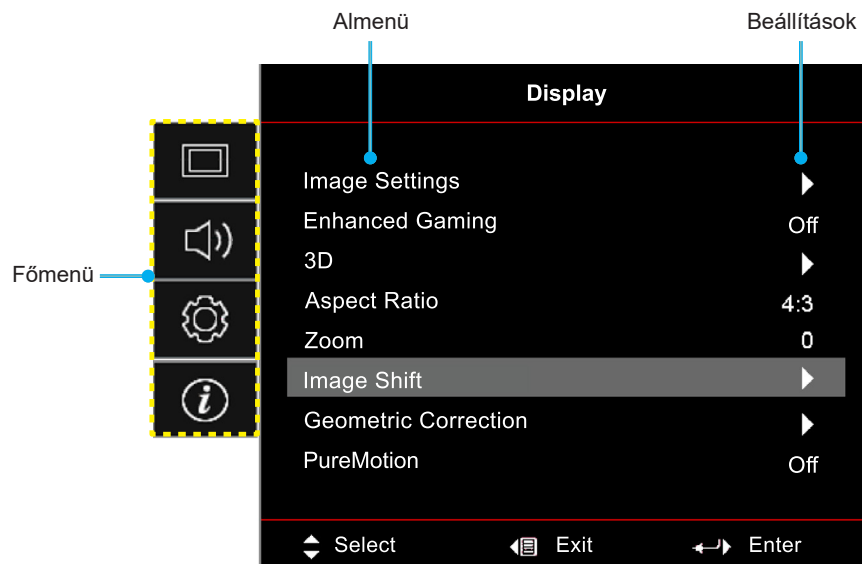 Almenü Beállítások
Display
Image Settings
Enhanced Gaming Off
3D
Főmenü
Aspect Ratio 4:3
Zoom 0
Image Shift
Geometric Correction
PureMotion Off
Select Exit Enter